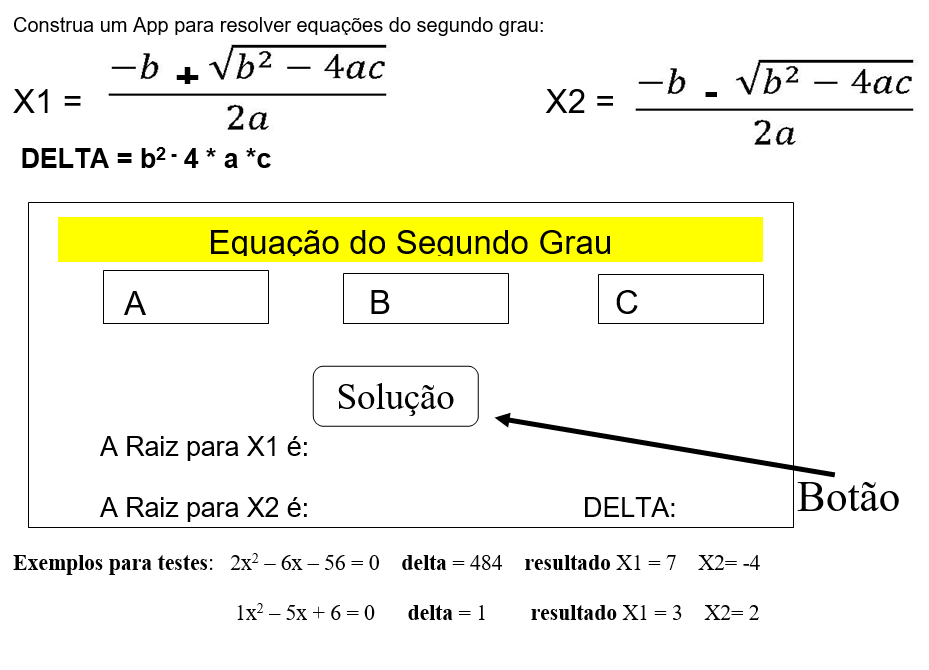 Construa um App para resolver equações do segundo grau:
X1 = −b + √b² − 4ac / 2a    X2 = −b - √b² − 4ac / 2a
DELTA = b² - 4 * a *c
Equação do Segundo Grau
A    B    C
Solução
A Raiz para X1 é:
Botão
A Raiz para X2 é:    DELTA:
Exemplos para testes:   2x² – 6x – 56 = 0    delta = 484    resultado X1 = 7    X2= -4
1x² – 5x + 6 = 0    delta = 1    resultado X1 = 3    X2= 2